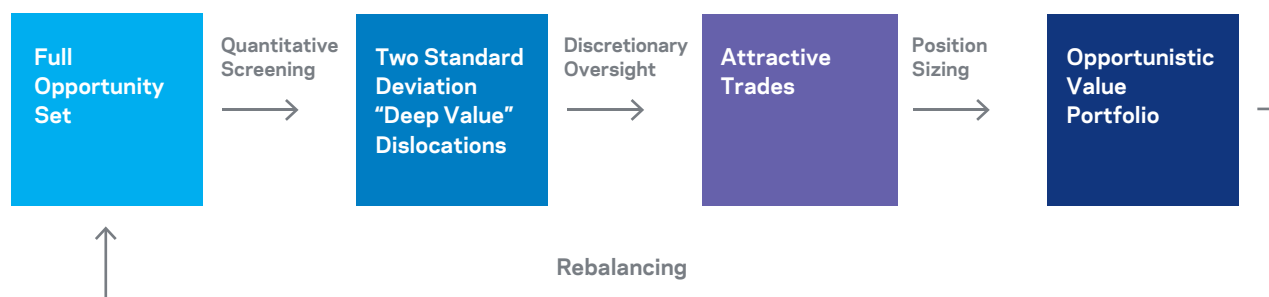 Full
Opportunity
Set
Quantitative
Screening
Two Standard
Deviation
“Deep Value”
Dislocations
Discretionary
Oversight
Attractive
Trades
Position
Sizing
Opportunistic
Value
Portfolio
Rebalancing